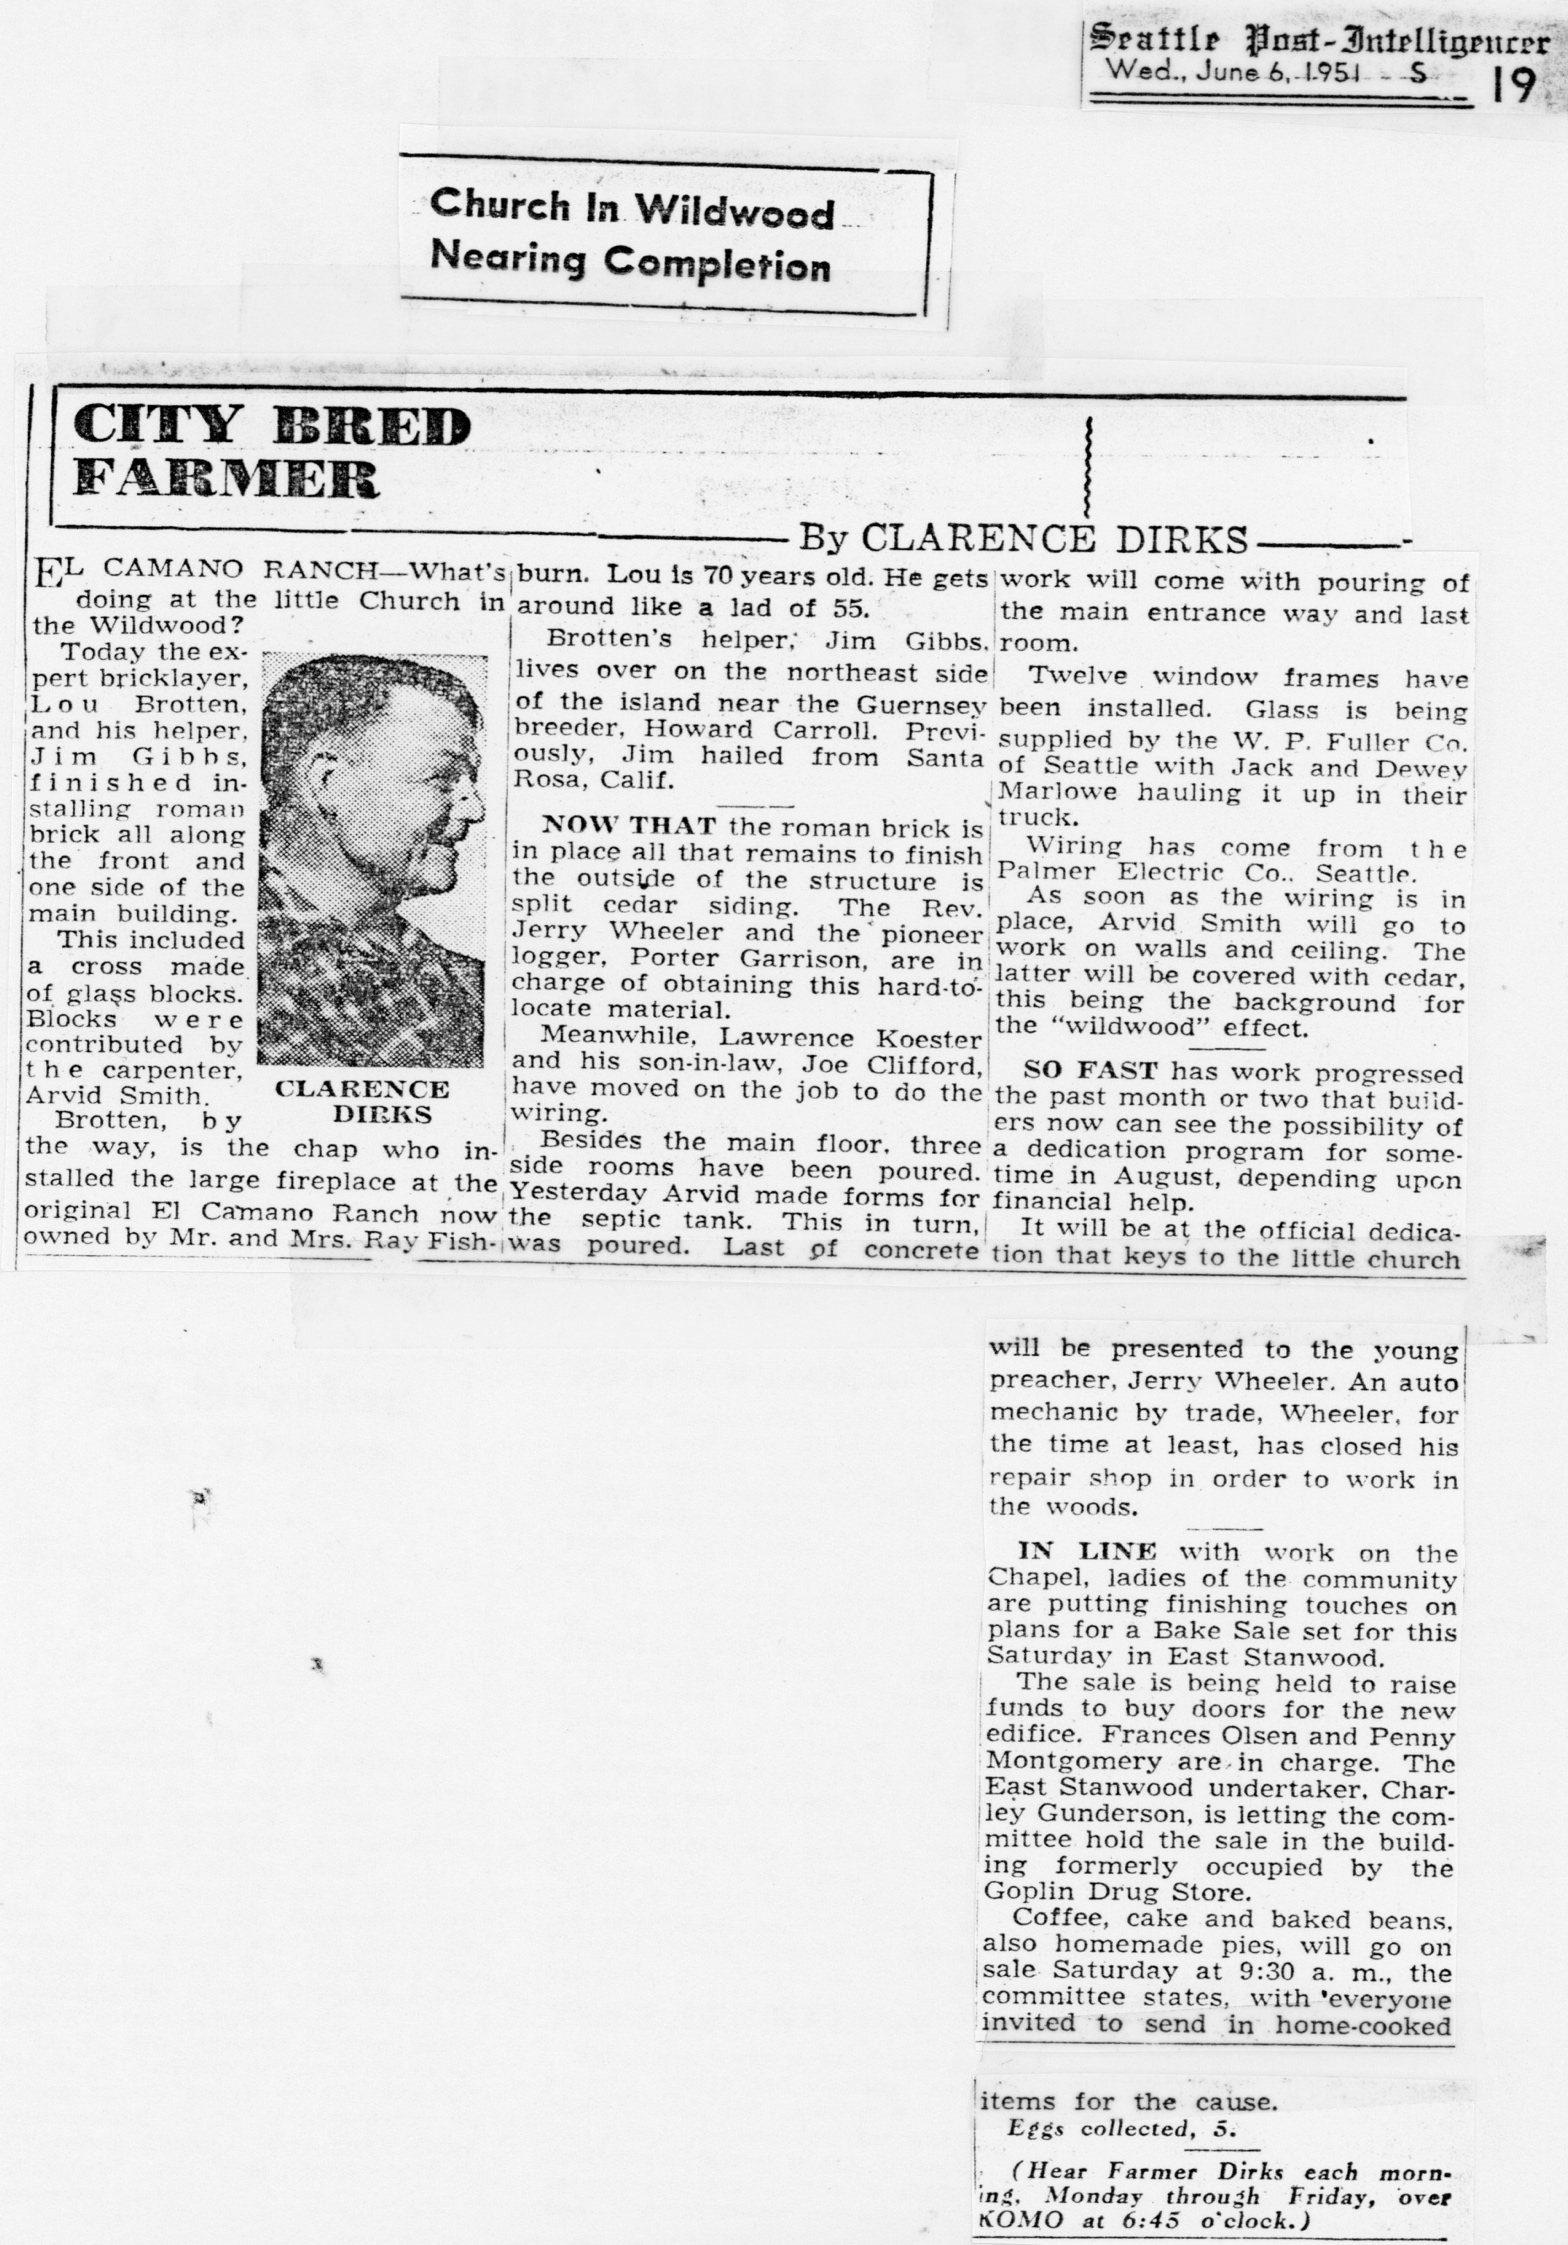 Seattle Post-Intelligencer
Wed., June 6, 1951 - S 19
Church In Wildwood
Nearing Completion
CITY BRED
FARMER
By CLARENCE DIRKS
EL CAMANO RANCH—What's
doing at the little Church in
the Wildwood?
Today the ex-
pert bricklayer,
Lou Brotten,
and his helper,
Jim Gibbs,
finished in-
stalling roman
brick all along
the front and
one side of the
main building.
This included
a cross made
of glass blocks.
Blocks were
contributed by
the carpenter,
Arvid Smith.
Brotten, by
the way, is the chap who in-
stalled the large fireplace at the
original El Camano Ranch now
owned by Mr. and Mrs. Ray Fish-
CLARENCE
DIRKS
burn. Lou is 70 years old. He gets
around like a lad of 55.
Brotten's helper, Jim Gibbs,
lives over on the northeast side
of the island near the Guernsey
breeder, Howard Carroll. Previ-
ously, Jim hailed from Santa
Rosa, Calif.
NOW THAT the roman brick is
in place all that remains to finish
the outside of the structure is
split cedar siding. The Rev.
Jerry Wheeler and the pioneer
logger, Porter Garrison, are in
charge of obtaining this hard-to-
locate material.
Meanwhile, Lawrence Koester
and his son-in-law, Joe Clifford,
have moved on the job to do the
wiring.
Besides the main floor, three
side rooms have been poured.
Yesterday Arvid made forms for
the septic tank. This in turn,
was poured. Last of concrete
work will come with pouring of
the main entrance way and last
room.
Twelve window frames have
been installed. Glass is being
supplied by the W. P. Fuller Co.
of Seattle with Jack and Dewey
Marlowe hauling it up in their
truck.
Wiring has come from the
Palmer Electric Co., Seattle.
As soon as the wiring is in
place, Arvid Smith will go to
work on walls and ceiling. The
latter will be covered with cedar,
this being the background for
the "wildwood" effect.
SO FAST has work progressed
the past month or two that build-
ers now can see the possibility of
a dedication program for some-
time in August, depending upon
financial help.
It will be at the official dedica-
tion that keys to the little church
will be presented to the young
preacher, Jerry Wheeler. An auto
mechanic by trade, Wheeler, for
the time at least, has closed his
repair shop in order to work in
the woods.
IN LINE with work on the
Chapel, ladies of the community
are putting finishing touches on
plans for a Bake Sale set for this
Saturday in East Stanwood.
The sale is being held to raise
funds to buy doors for the new
edifice. Frances Olsen and Penny
Montgomery are in charge. The
East Stanwood undertaker, Char-
ley Gunderson, is letting the com-
mittee hold the sale in the build-
ing formerly occupied by the
Goplin Drug Store.
Coffee, cake and baked beans,
also homemade pies, will go on
sale Saturday at 9:30 a. m., the
committee states, with everyone
invited to send in home-cooked
items for the cause.
Eggs collected, 5.
(Hear Farmer Dirks each morn-
ing, Monday through Friday, over
KOMO at 6:45 o'clock.)